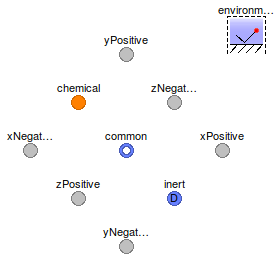 environm...
yPositive
chemical
zNegat...
xNegat...
common
xPositive
zPositive
inert
D
yNegat...